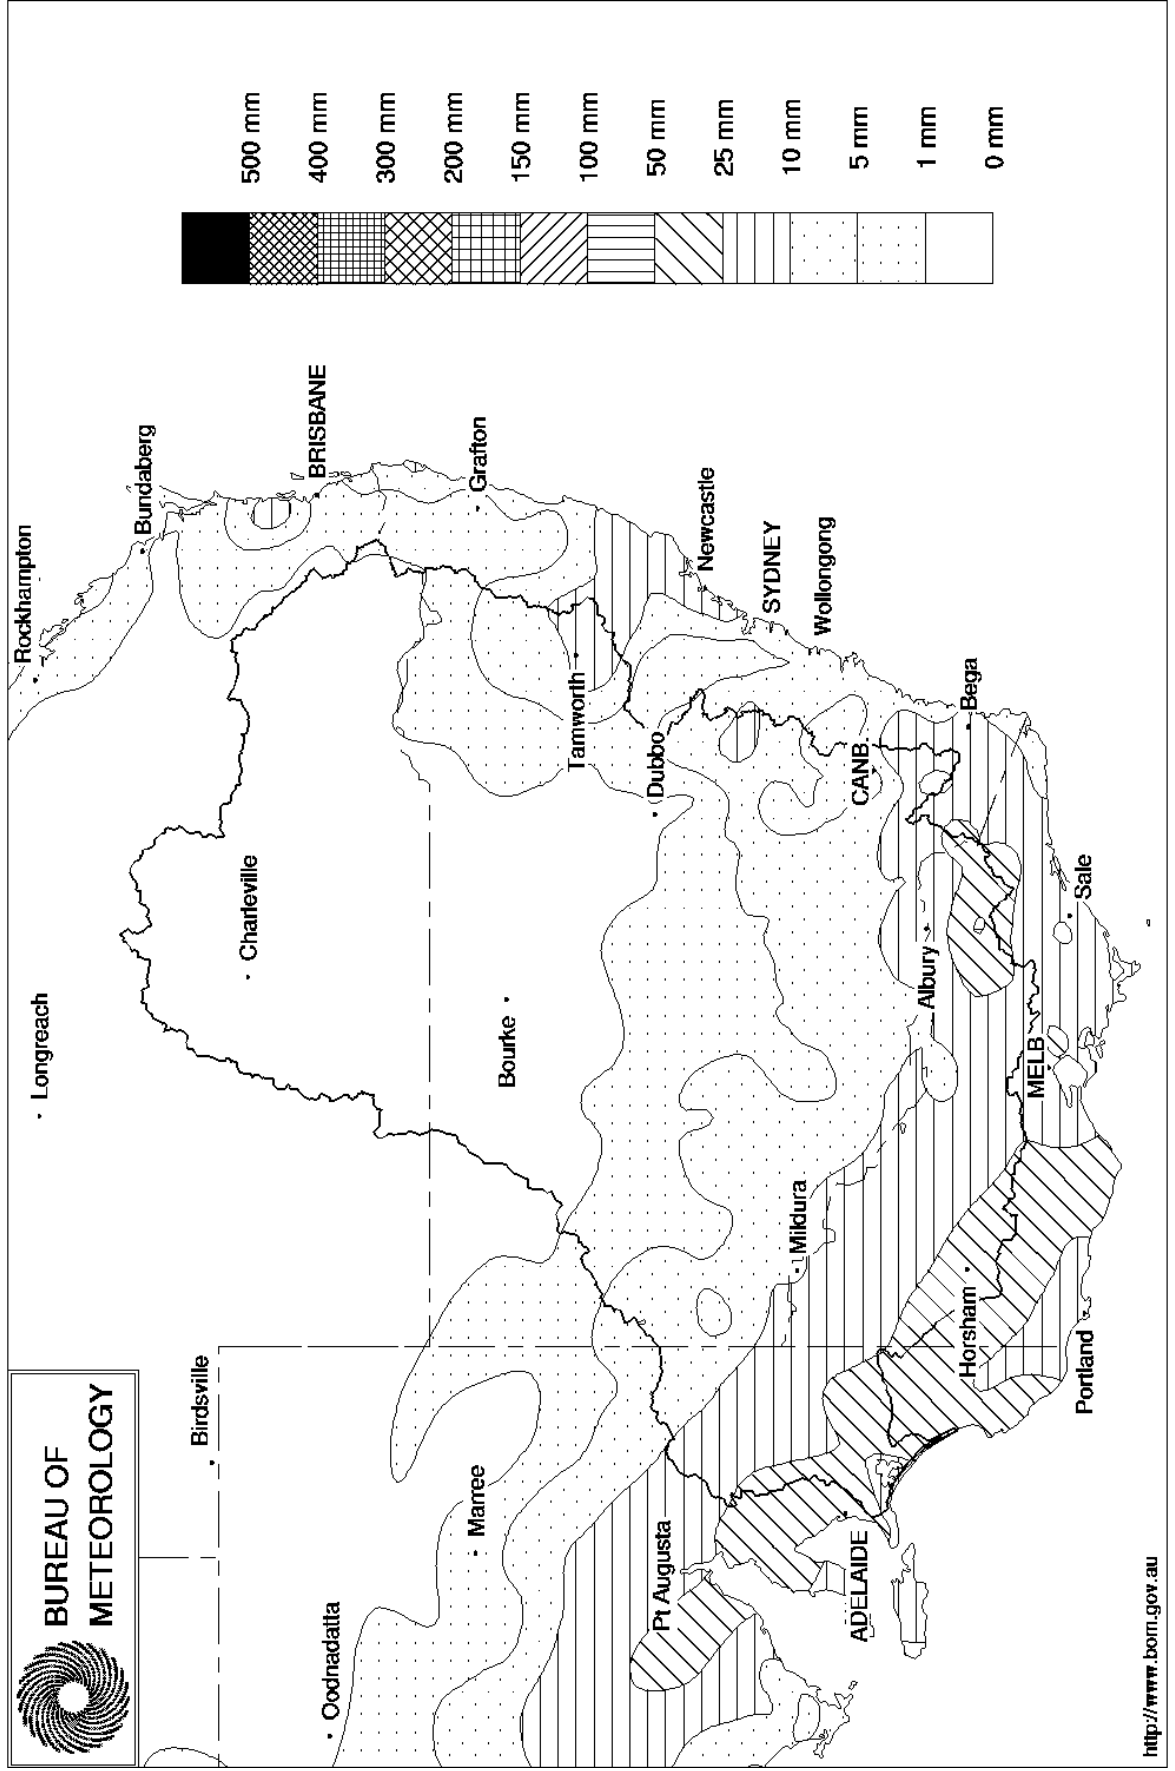 BUREAU OF
METEOROLOGY
500 mm
400 mm
300 mm
200 mm
150 mm
100 mm
50 mm
25 mm
10 mm
5 mm
1 mm
0 mm
Rockhampton
Longreach
Bundaberg
Birdsville
Charleville
BRISBANE
Oodnadatta
Marree
Bourke
Grafton
Tamworth
Pt Augusta
Dubbo
Newcastle
SYDNEY
Mildura
Wollongong
ADELAIDE
CANB.
Albury
Horsham
Bega
MELB
Portland
Sale
http://www.bom.gov.au